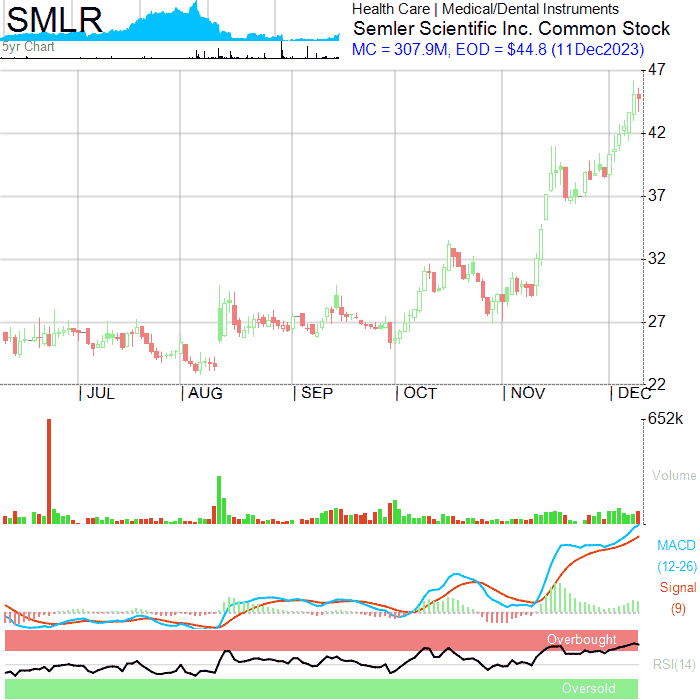 SMLR
5yr Chart
Health Care | Medical/Dental Instruments
Semler Scientific Inc. Common Stock
MC = 307.9M, EOD = $44.8 (11Dec2023)
47
42
37
32
27
22
JUL
AUG
SEP
OCT
NOV
DEC
652k
Volume
MACD
(12-26)
Signal
(9)
Overbought
RSI(14)
Oversold